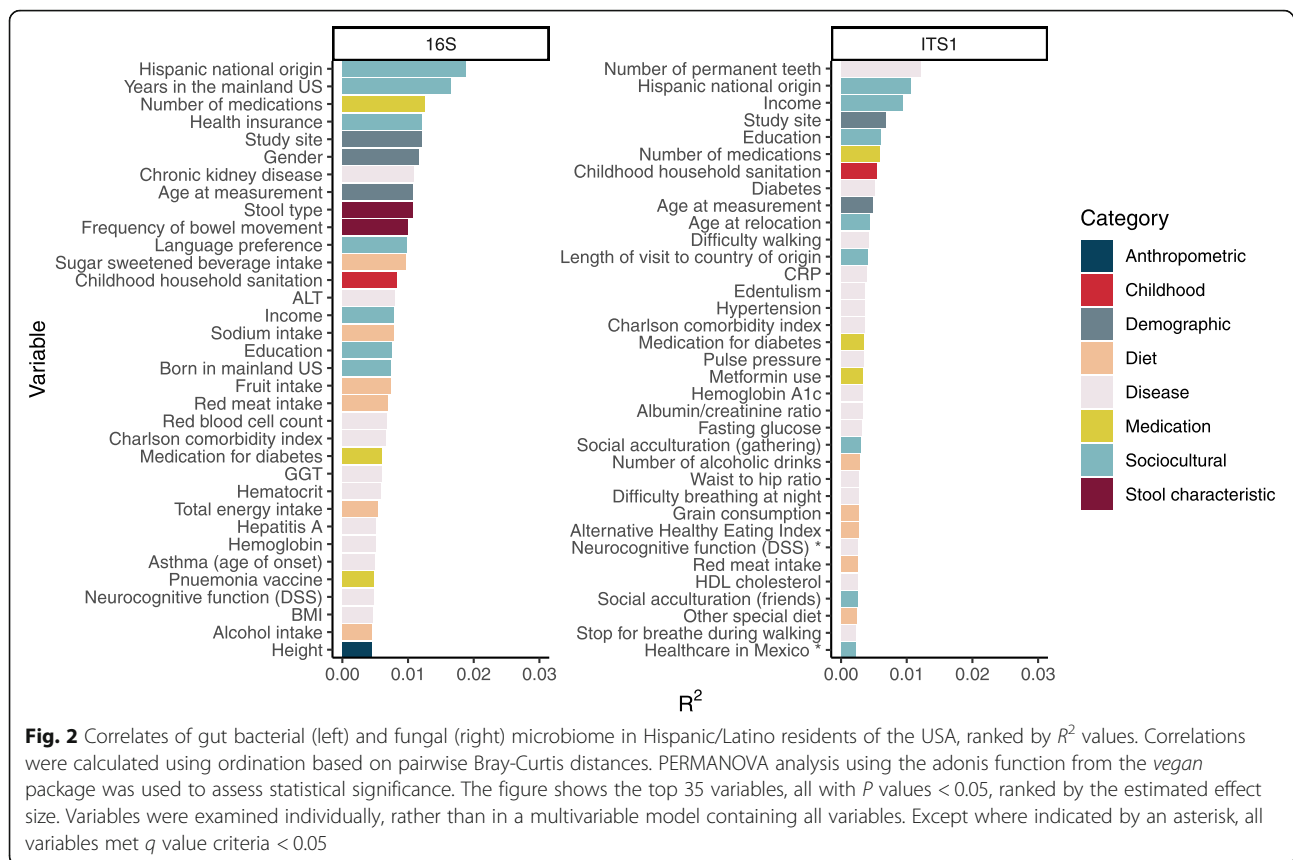 16S
Hispanic national origin
Years in the mainland US
Number of medications
Health insurance
Study site
Gender
Chronic kidney disease
Age at measurement
Stool type
Frequency of bowel movement
Language preference
Sugar sweetened beverage intake
Childhood household sanitation
ALT
Income
Sodium intake
Education
Born in mainland US
Fruit intake
Red meat intake
Red blood cell count
Charlson comorbidity index
Medication for diabetes
GGT
Hematocrit
Total energy intake
Hepatitis A
Hemoglobin
Asthma (age of onset)
Pnuemonia vaccine
Neurocognitive function (DSS)
BMI
Alcohol intake
Height
0.00 0.01 0.02 0.03
Variable
ITS1
Number of permanent teeth
Hispanic national origin
Income
Study site
Education
Number of medications
Childhood household sanitation
Diabetes
Age at measurement
Age at relocation
Difficulty walking
Length of visit to country of origin
CRP
Edentulism
Hypertension
Charlson comorbidity index
Medication for diabetes
Pulse pressure
Metformin use
Hemoglobin A1c
Albumin/creatinine ratio
Fasting glucose
Social acculturation (gathering)
Number of alcoholic drinks
Waist to hip ratio
Difficulty breathing at night
Grain consumption
Alternative Healthy Eating Index
Neurocognitive function (DSS) *
Red meat intake
HDL cholesterol
Social acculturation (friends)
Other special diet
Stop for breathe during walking
Healthcare in Mexico *
0.00 0.01 0.02 0.03
R²
Category
Anthropometric
Childhood
Demographic
Diet
Disease
Medication
Sociocultural
Stool characteristic
Fig. 2 Correlates of gut bacterial (left) and fungal (right) microbiome in Hispanic/Latino residents of the USA, ranked by R² values. Correlations
were calculated using ordination based on pairwise Bray-Curtis distances. PERMANOVA analysis using the adonis function from the vegan
package was used to assess statistical significance. The figure shows the top 35 variables, all with P values < 0.05, ranked by the estimated effect
size. Variables were examined individually, rather than in a multivariable model containing all variables. Except where indicated by an asterisk, all
variables met q value criteria < 0.05